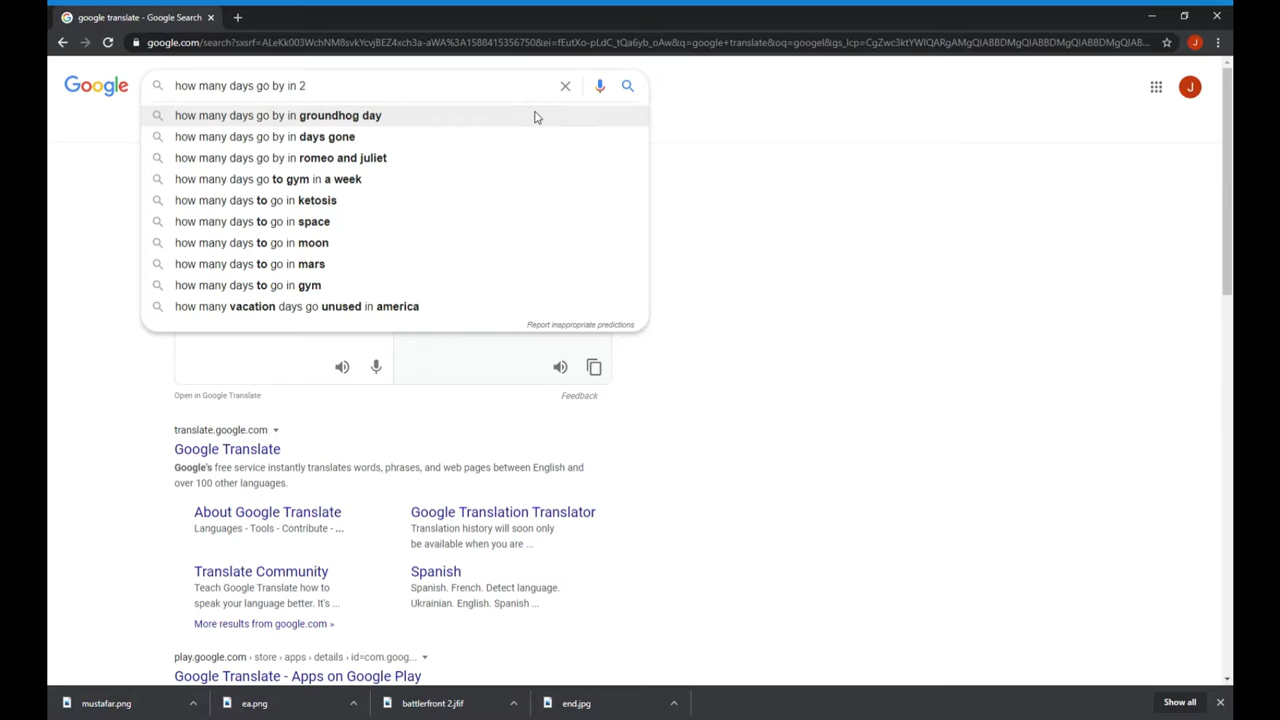 google translate - Google Search
google.com/search?sxsrf=ALeKk003WchNM8svkYcvjBEZ4xch3a-aWA%3A1588415356750&ei=fEutXo-pLdC_tQa6yb_oAw&q=google+translate&oq=googel&gs_lcp=CgZwc3ktYWIQARgAMgQIABBDMgQIABBDMgQIABBDMgQIABBDMgQIABBDMgQIAB...
J
Google
how many days go by in 2
J
how many days go by in groundhog day
how many days go by in days gone
how many days go by in romeo and juliet
how many days go to gym in a week
how many days to go in ketosis
how many days to go in space
how many days to go in moon
how many days to go in mars
how many days to go in gym
how many vacation days go unused in america
Report inappropriate predictions
Open in Google Translate
Feedback
translate.google.com
Google Translate
Google's free service instantly translates words, phrases, and web pages between English and
over 100 other languages.
About Google Translate
Languages - Tools - Contribute - ...
Google Translation Translator
Translation history will soon only
be available when you are ...
Translate Community
Teach Google Translate how to
speak your language better. It's ...
Spanish
Spanish. French. Detect language.
Ukrainian. English. Spanish ...
More results from google.com »
play.google.com › store › apps › details › id=com.goog...
Google Translate - Apps on Google Play
mustafar.png
ea.png
battlefront 2.jfif
end.jpg
Show all